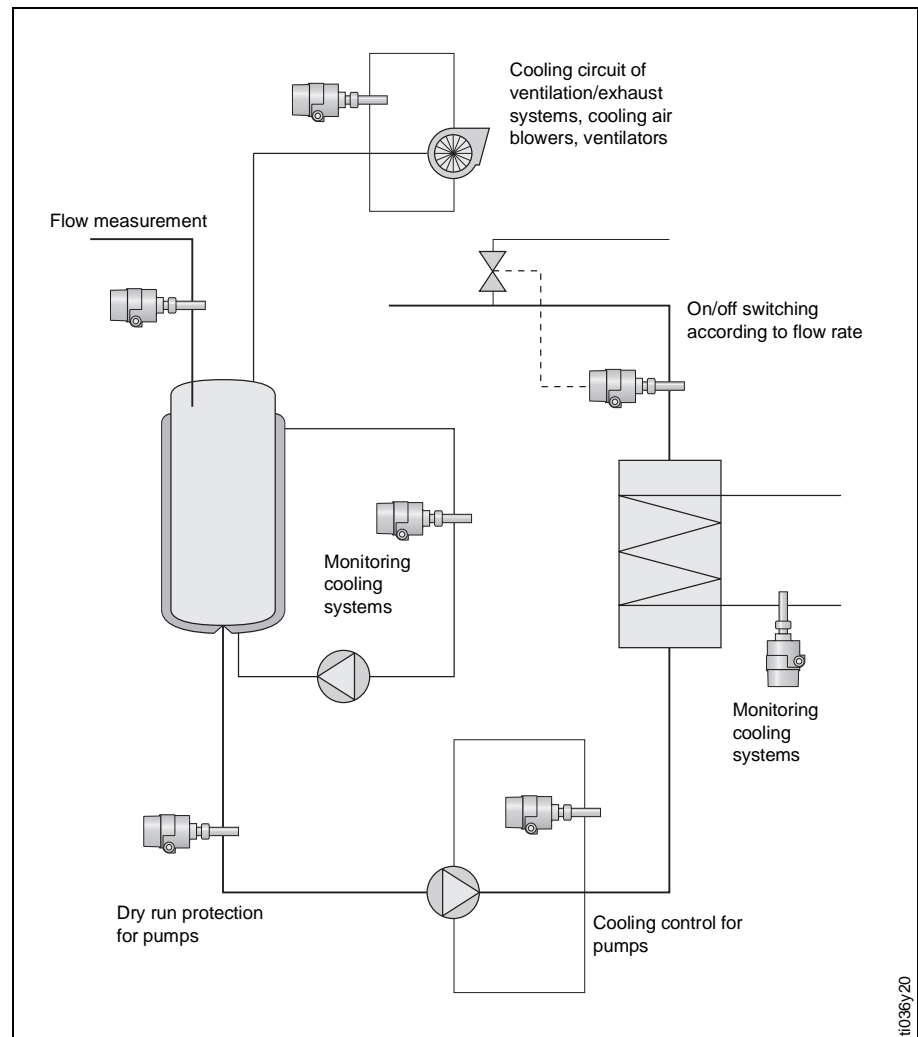 Cooling circuit of
ventilation/exhaust
systems, cooling air
blowers, ventilators
Flow measurement
On/off switching
according to flow rate
Monitoring
cooling
systems
Monitoring
cooling
systems
Dry run protection
for pumps
Cooling control for
pumps
ti036y20